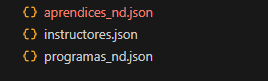 {} aprendices_nd.json
{} instructores.json
{} programas_nd.json